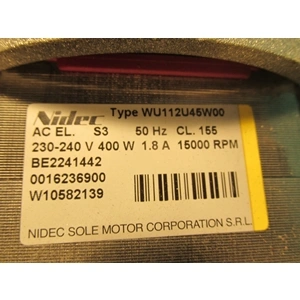 Nidec Type WU112U45W00
AC EL. S3 50 Hz CL. 155
230-240 V 400 W 1.8 A 15000 RPM
BE2241442
0016236900
W10582139
NIDEC SOLE MOTOR CORPORATION S.R.L.